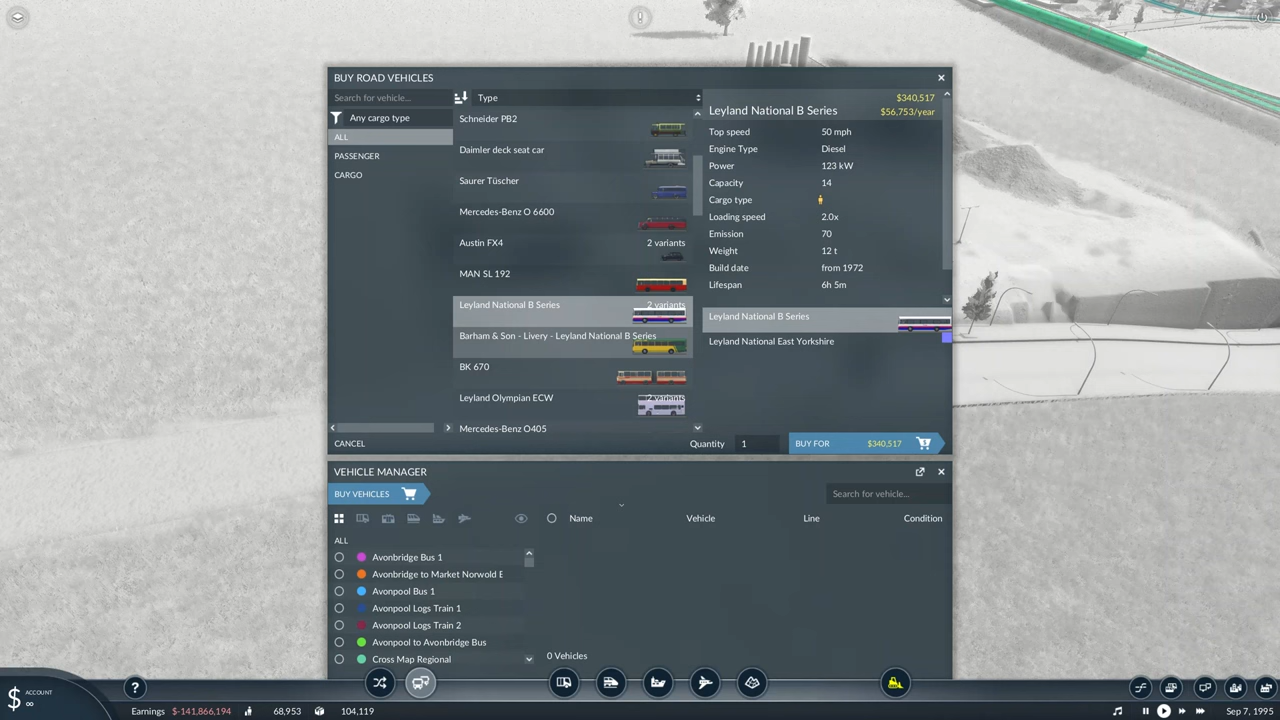 BUY ROAD VEHICLES
Search for vehicle...
Type
Any cargo type
ALL
PASSENGER
CARGO
Schneider PB2
Daimler deck seat car
Saurer Tüscher
Mercedes-Benz O 6600
Austin FX4 2 variants
MAN SL 192
Leyland National B Series 2 variants
Barham & Son - Livery - Leyland National B Series
BK 670
Leyland Olympian ECW 2 variants
Mercedes-Benz O405
$340,517
Leyland National B Series $56,753/year
Top speed 50 mph
Engine Type Diesel
Power 123 kW
Capacity 14
Cargo type
Loading speed 2.0x
Emission 70
Weight 12 t
Build date from 1972
Lifespan 6h 5m
Leyland National B Series
Leyland National East Yorkshire
CANCEL
Quantity 1
BUY FOR $340,517
VEHICLE MANAGER
BUY VEHICLES
Search for vehicle...
Name Vehicle Line Condition
ALL
Avonbridge Bus 1
Avonbridge to Market Norwold E
Avonpool Bus 1
Avonpool Logs Train 1
Avonpool Logs Train 2
Avonpool to Avonbridge Bus
Cross Map Regional
0 Vehicles
$ ACCOUNT
∞
?
Earnings $-141,866,194 68,953 104,119
Sep 7, 1995